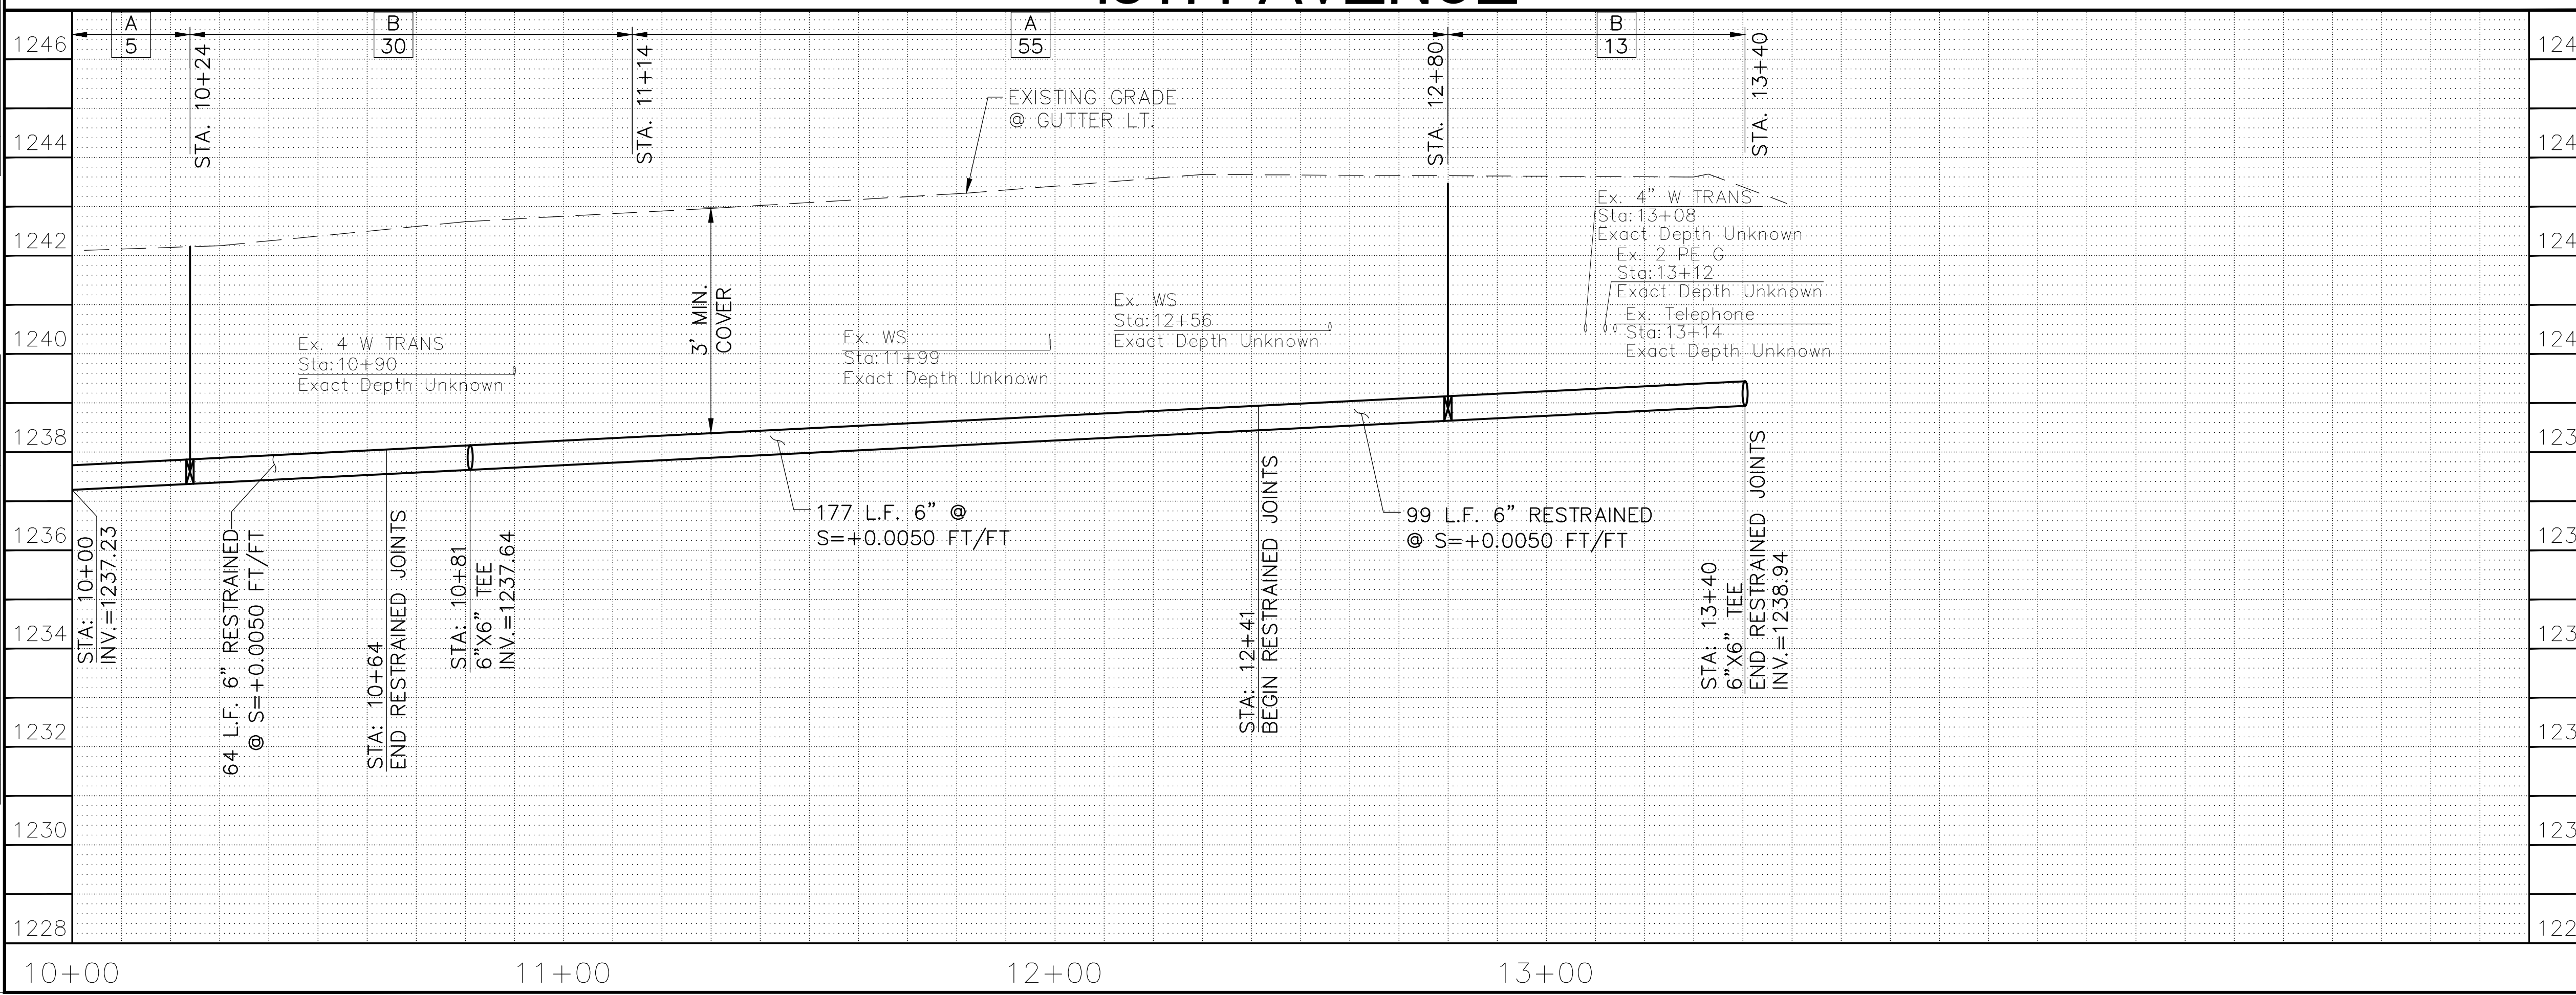 A
5
B
30
A
55
B
13
1246
1244
1242
1240
1238
1236
1234
1232
1230
1228
STA. 10+24
STA. 11+14
STA. 12+80
STA. 13+40
EXISTING GRADE
@ GUTTER LT.
3' MIN.
COVER
Ex. 4 W TRANS
Sta:10+90
Exact Depth Unknown
Ex. WS
Sta:11+99
Exact Depth Unknown
Ex. WS
Sta:12+56
Exact Depth Unknown
Ex. 4" W TRANS
Sta:13+08
Exact Depth Unknown
Ex. 2 PE G
Sta:13+12
Exact Depth Unknown
Ex. Telephone
Sta:13+14
Exact Depth Unknown
STA: 10+00
INV.=1237.23
64 L.F. 6" RESTRAINED
@ S=+0.0050 FT/FT
STA: 10+64
END RESTRAINED JOINTS
STA: 10+81
6"X6" TEE
INV.=1237.64
177 L.F. 6" @
S=+0.0050 FT/FT
STA: 12+41
BEGIN RESTRAINED JOINTS
99 L.F. 6" RESTRAINED
@ S=+0.0050 FT/FT
STA: 13+40
6"X6" TEE
END RESTRAINED JOINTS
INV.=1238.94
10+00
11+00
12+00
13+00